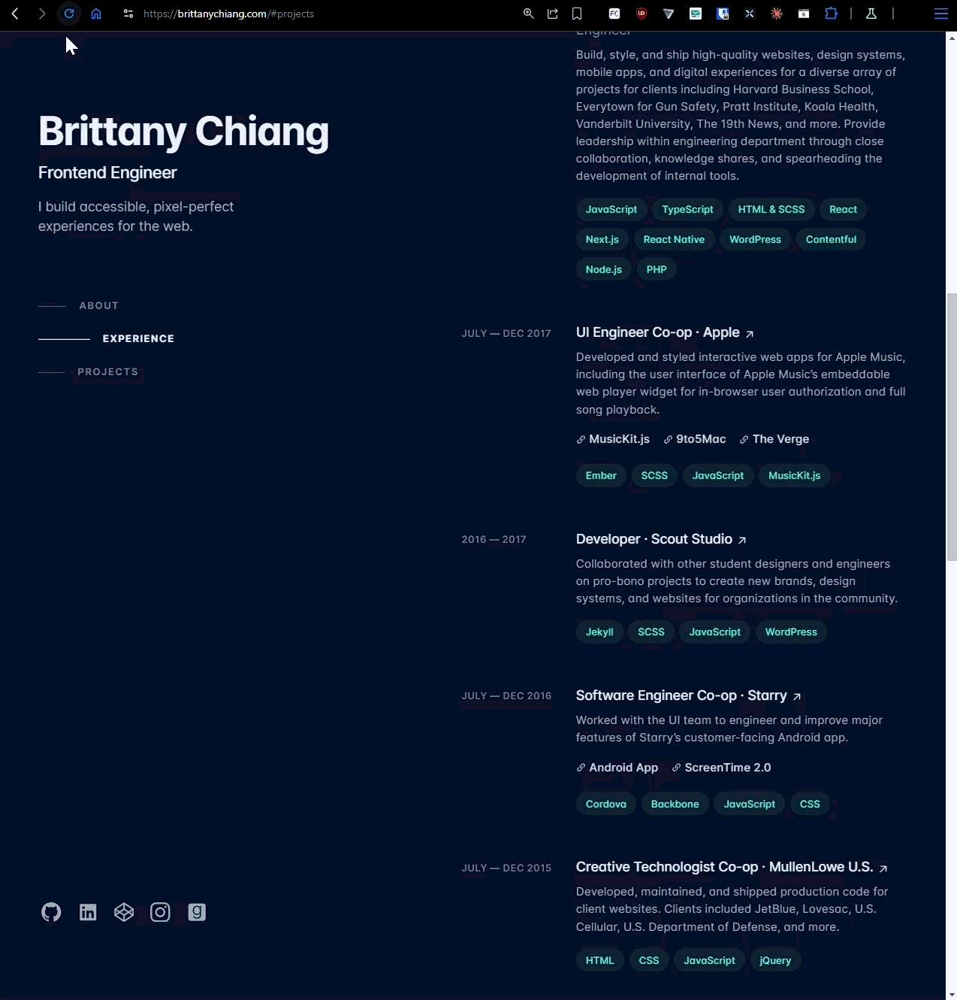 https://brittanychiang.com/#projects
Brittany Chiang
Frontend Engineer
I build accessible, pixel-perfect
experiences for the web.
ABOUT
EXPERIENCE
PROJECTS
Engineer
Build, style, and ship high-quality websites, design systems,
mobile apps, and digital experiences for a diverse array of
projects for clients including Harvard Business School,
Everytown for Gun Safety, Pratt Institute, Koala Health,
Vanderbilt University, The 19th News, and more. Provide
leadership within engineering department through close
collaboration, knowledge shares, and spearheading the
development of internal tools.
JavaScript TypeScript HTML & SCSS React
Next.js React Native WordPress Contentful
Node.js PHP
JULY — DEC 2017
UI Engineer Co-op · Apple
Developed and styled interactive web apps for Apple Music,
including the user interface of Apple Music’s embeddable
web player widget for in-browser user authorization and full
song playback.
MusicKit.js 9to5Mac The Verge
Ember SCSS JavaScript MusicKit.js
2016 — 2017
Developer · Scout Studio
Collaborated with other student designers and engineers
on pro-bono projects to create new brands, design
systems, and websites for organizations in the community.
Jekyll SCSS JavaScript WordPress
JULY — DEC 2016
Software Engineer Co-op · Starry
Worked with the UI team to engineer and improve major
features of Starry’s customer-facing Android app.
Android App ScreenTime 2.0
Cordova Backbone JavaScript CSS
JULY — DEC 2015
Creative Technologist Co-op · MullenLowe U.S.
Developed, maintained, and shipped production code for
client websites. Clients included JetBlue, Lovesac, U.S.
Cellular, U.S. Department of Defense, and more.
HTML CSS JavaScript jQuery